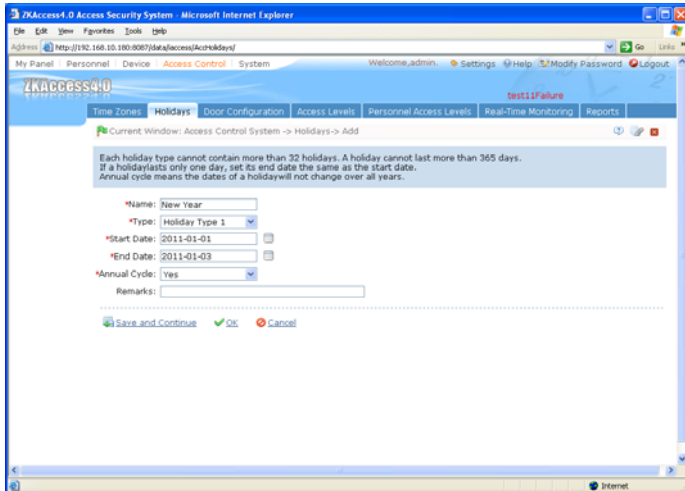 ZKAccess4.0 Access Security System - Microsoft Internet Explorer
File Edit View Favorites Tools Help
Address http://192.168.10.180:8087/data/iaccess/AccHolidays/ Go Links »
My Panel Personnel Device Access Control System Welcome,admin. Settings Help Modify Password Logout
ZKAccess4.0
test11Failure
Time Zones Holidays Door Configuration Access Levels Personnel Access Levels Real-Time Monitoring Reports
Current Window: Access Control System -> Holidays-> Add
Each holiday type cannot contain more than 32 holidays. A holiday cannot last more than 365 days.
If a holidaylasts only one day, set its end date the same as the start date.
Annual cycle means the dates of a holidaywill not change over all years.
*Name: New Year
*Type: Holiday Type 1
*Start Date: 2011-01-01
*End Date: 2011-01-03
*Annual Cycle: Yes
Remarks:
Save and Continue OK Cancel
Internet